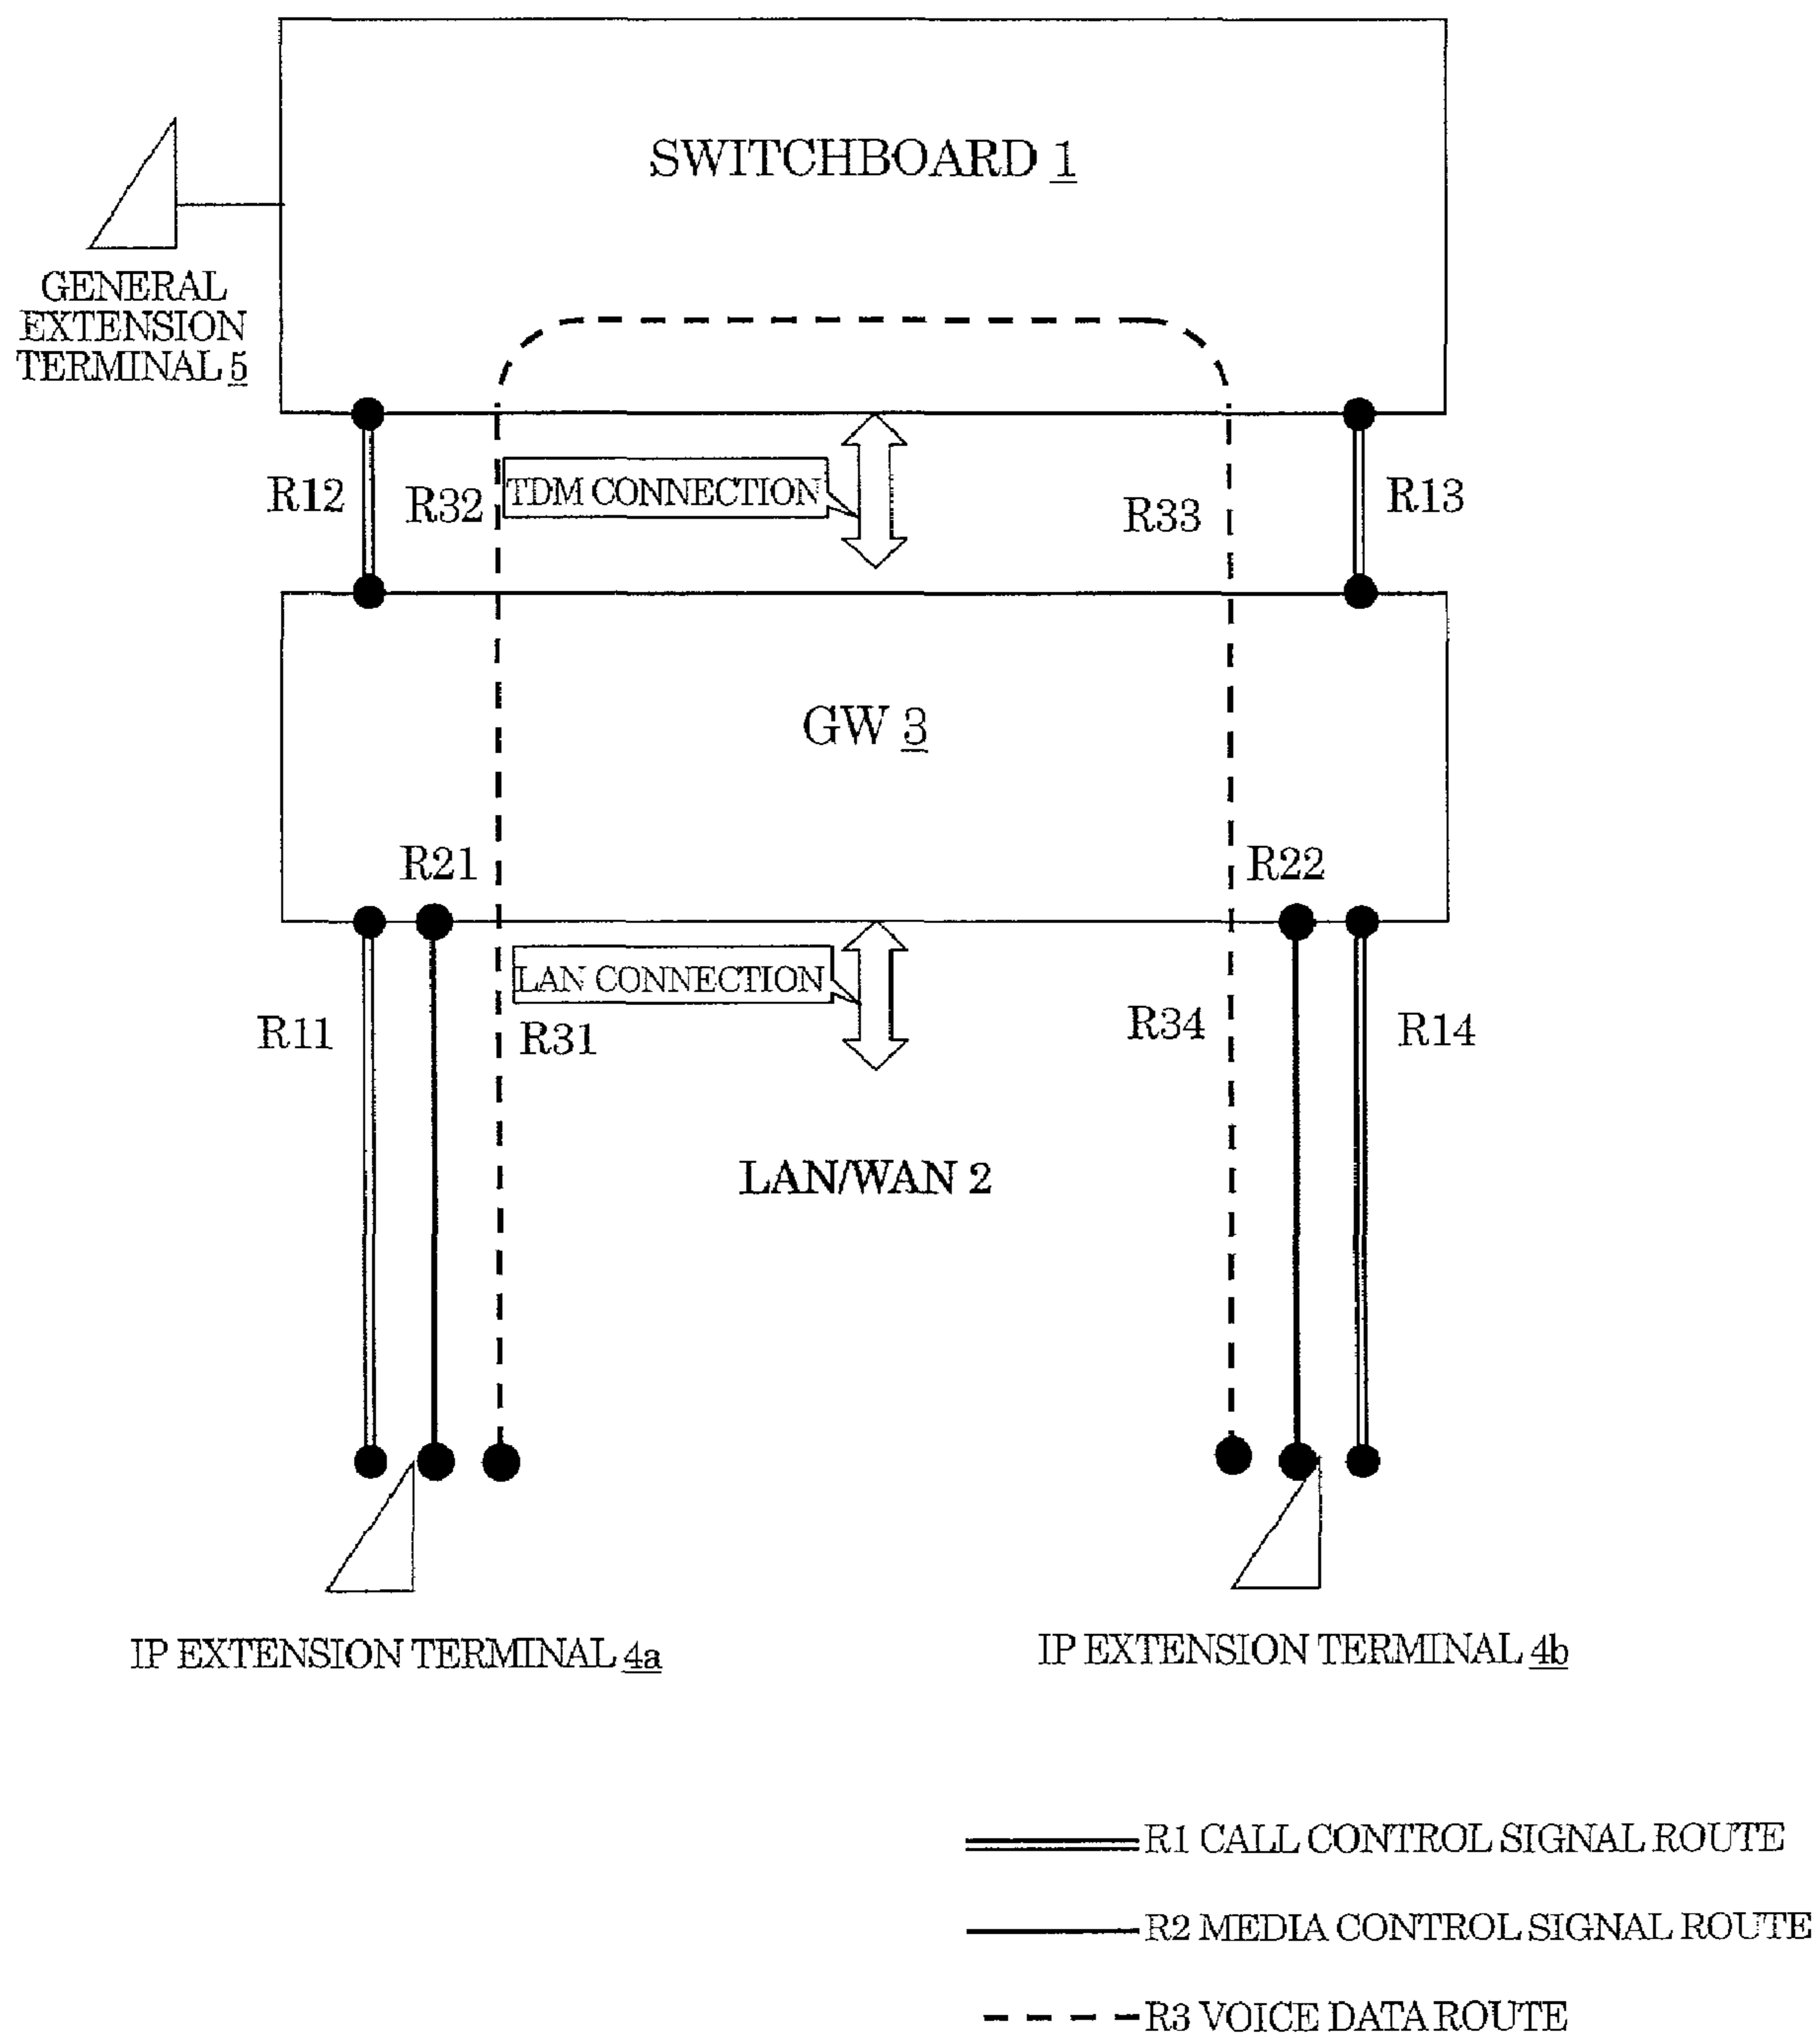 SWITCHBOARD 1
GENERAL
EXTENSION
TERMINAL 5
R12
R32
TDM CONNECTION
R33
R13
GW 3
R21
R22
LAN CONNECTION
R11
R31
R34
R14
LAN/WAN 2
IP EXTENSION TERMINAL 4a
IP EXTENSION TERMINAL 4b
R1 CALL CONTROL SIGNAL ROUTE
R2 MEDIA CONTROL SIGNAL ROUTE
R3 VOICE DATA ROUTE